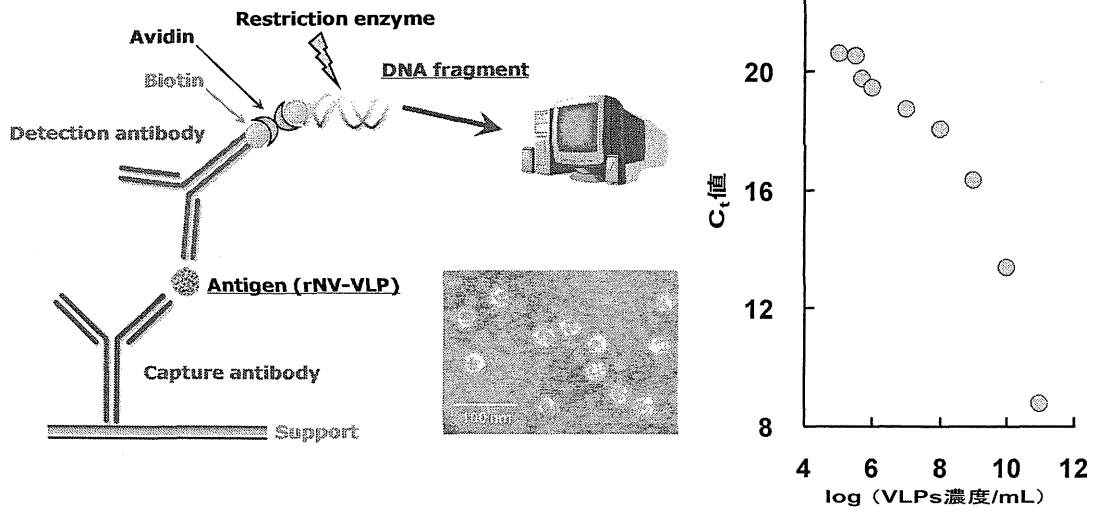 Restriction enzyme
Avidin
Biotin
DNA fragment
Detection antibody
Antigen (rNV-VLP)
Capture antibody
Support
100 nm
Ct値
20
16
12
8
4 6 8 10 12
log (VLPs濃度/mL)